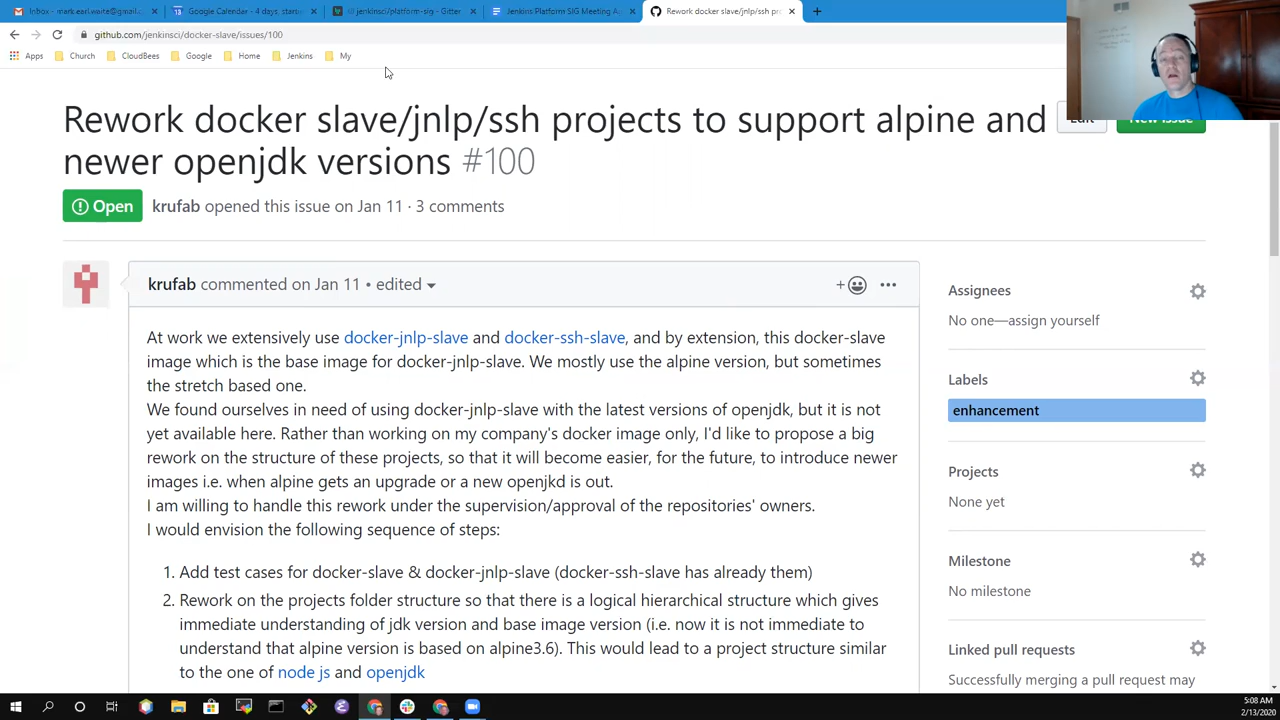 Inbox - mark.earl.waite@gmail.
Google Calendar - 4 days, starti
jenkinsci/platform-sig - Gitter
Jenkins Platform SIG Meeting A
Rework docker slave/jnlp/ssh pr
github.com/jenkinsci/docker-slave/issues/100
Apps
Church
CloudBees
Google
Home
Jenkins
My
Rework docker slave/jnlp/ssh projects to support alpine and
newer openjdk versions #100
Edit
New issue
Open
krufab opened this issue on Jan 11 · 3 comments
krufab commented on Jan 11 • edited
At work we extensively use docker-jnlp-slave and docker-ssh-slave, and by extension, this docker-slave
image which is the base image for docker-jnlp-slave. We mostly use the alpine version, but sometimes
the stretch based one.
We found ourselves in need of using docker-jnlp-slave with the latest versions of openjdk, but it is not
yet available here. Rather than working on my company's docker image only, I'd like to propose a big
rework on the structure of these projects, so that it will become easier, for the future, to introduce newer
images i.e. when alpine gets an upgrade or a new openjkd is out.
I am willing to handle this rework under the supervision/approval of the repositories' owners.
I would envision the following sequence of steps:
1. Add test cases for docker-slave & docker-jnlp-slave (docker-ssh-slave has already them)
2. Rework on the projects folder structure so that there is a logical hierarchical structure which gives
immediate understanding of jdk version and base image version (i.e. now it is not immediate to
understand that alpine version is based on alpine3.6). This would lead to a project structure similar
to the one of node js and openjdk
Assignees
No one—assign yourself
Labels
enhancement
Projects
None yet
Milestone
No milestone
Linked pull requests
Successfully merging a pull request may
5:08 AM
2/13/2020